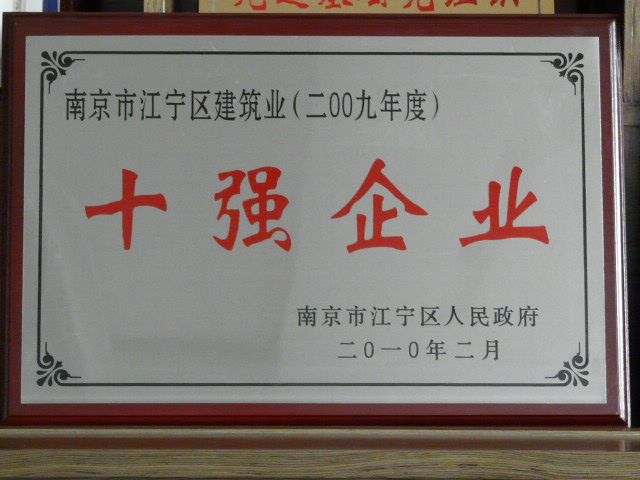 南京市江宁区建筑业(二00九年度)
十强企业
南京市江宁区人民政府
二0一0年二月